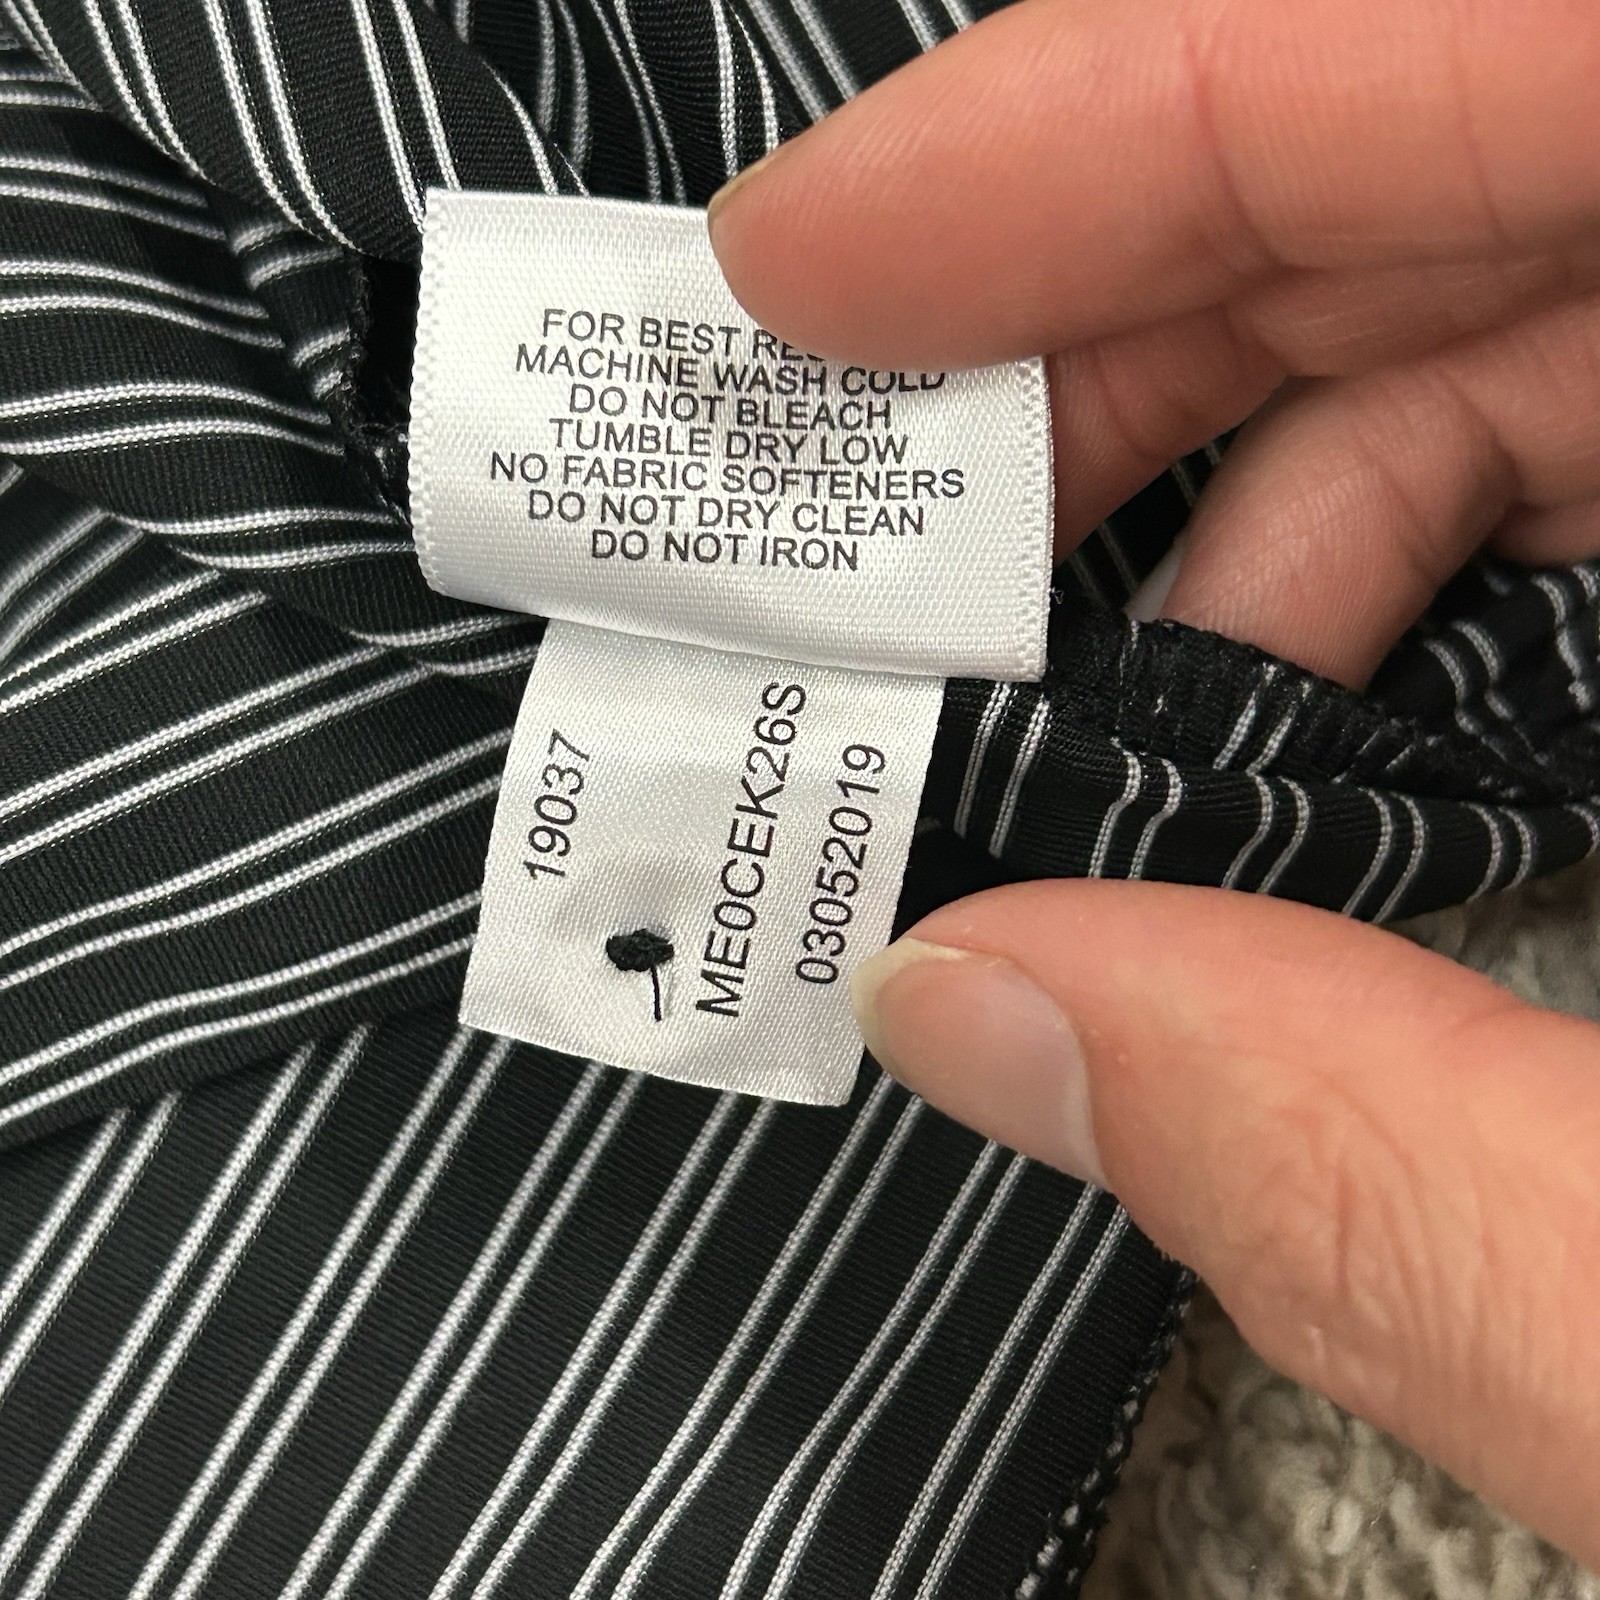 FOR BEST
MACHINE WASH COLD
DO NOT BLEACH
TUMBLE DRY LOW
NO FABRIC SOFTENERS
DO NOT DRY CLEAN
DO NOT IRON
19037
ME0CEK26S
03052019